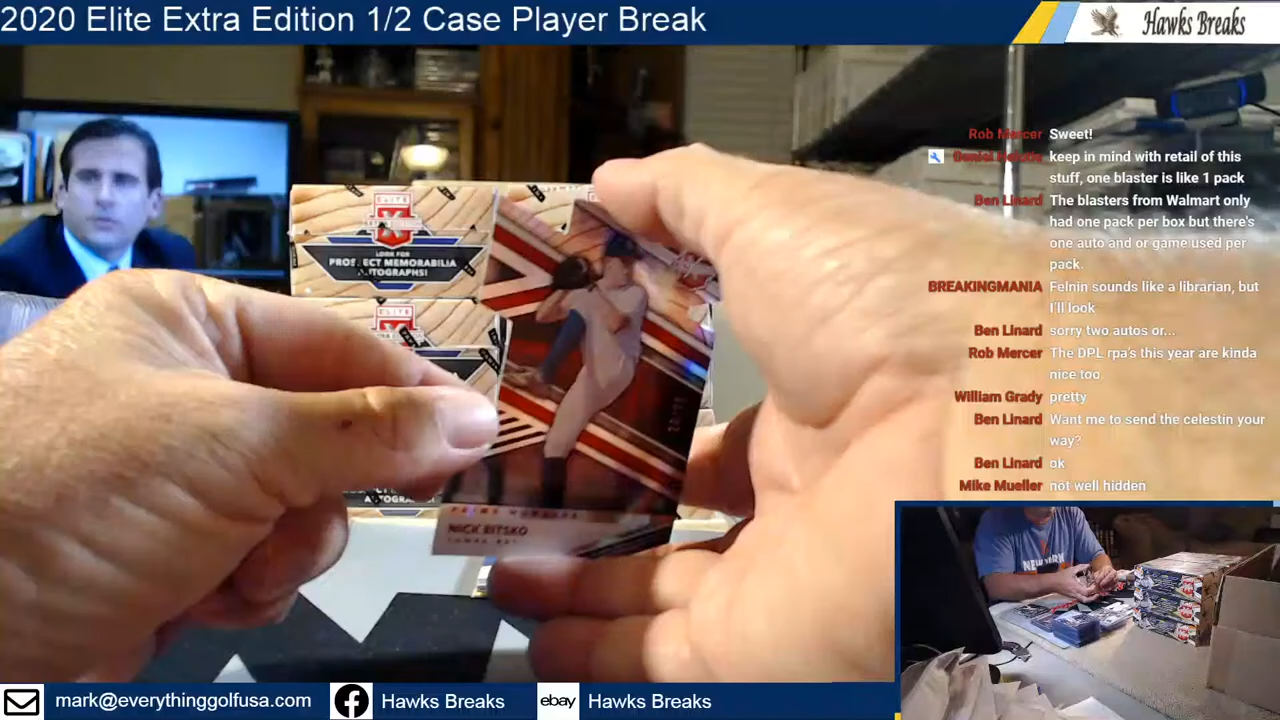 2020 Elite Extra Edition 1/2 Case Player Break
Hawks Breaks
ELITE
LOOK FOR
PROSPECT MEMORABILIA
AUTOGRAPHS!
ELITE
NICK BITSKO
Rob Mercer Sweet!
keep in mind with retail of this
stuff, one blaster is like 1 pack
Ben Linard The blasters from Walmart only
had one pack per box but there's
one auto and or game used per
pack.
BREAKINGMANIA Felnin sounds like a librarian, but
I'll look
Ben Linard sorry two autos or...
Rob Mercer The DPL rpa's this year are kinda
nice too.
William Grady pretty
Ben Linard Want me to send the celestin your
way?
Ben Linard ok
Mike Mueller not well hidden
NEW
mark@everythinggolfusa.com
Hawks Breaks
ebay
Hawks Breaks